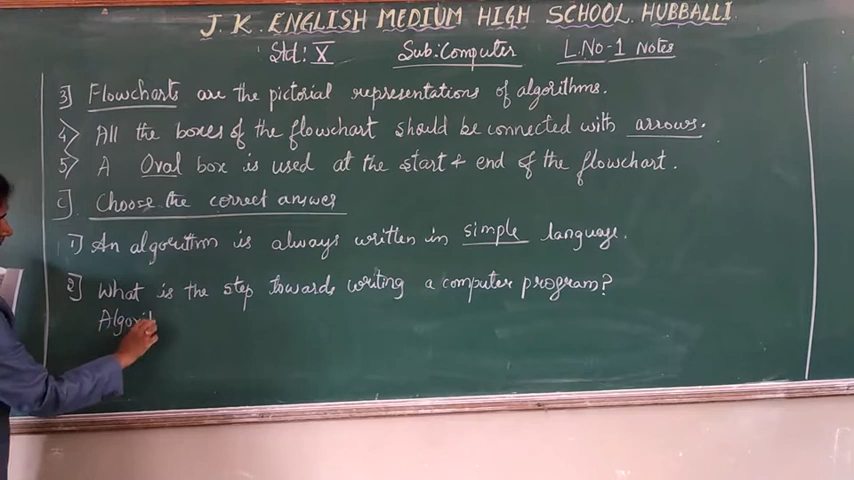 J. K. ENGLISH MEDIUM HIGH SCHOOL. HUBBALLI.
Std: X Sub: Computer L.No-1 Notes
3] Flowcharts are the pictorial representations of algorithms.
4> All the boxes of the flowchart should be connected with arrows.
5> A Oval box is used at the start + end of the flowchart.
C] Choose the correct answer
1] An algorithm is always written in simple language.
2] What is the step towards writing a computer program?
Algorit